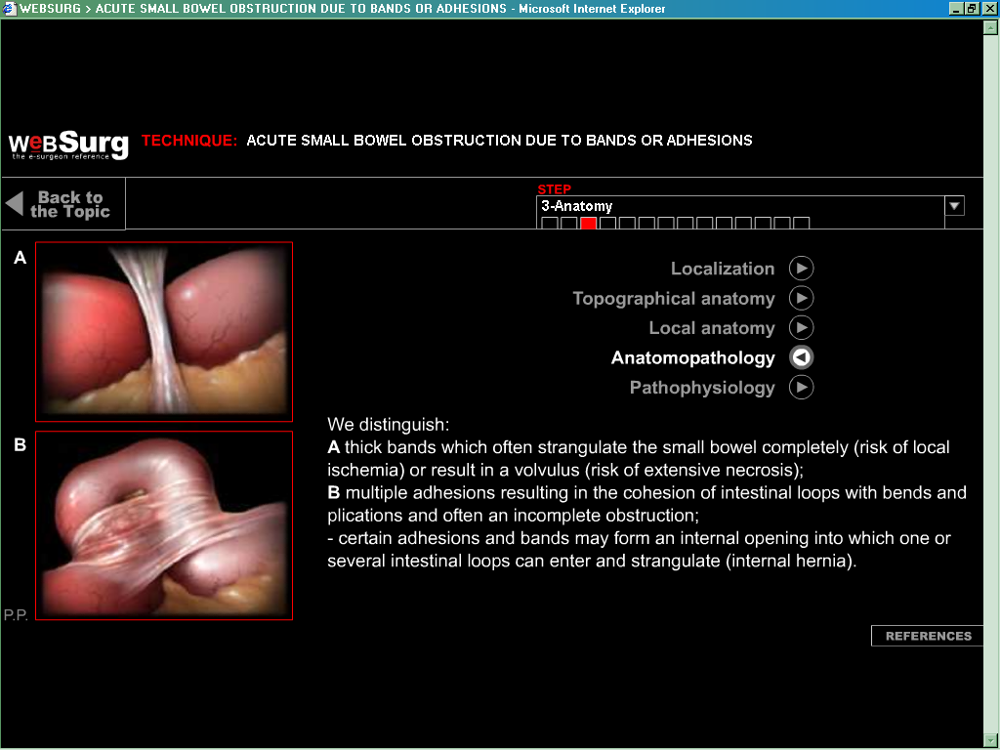 WEBSURG > ACUTE SMALL BOWEL OBSTRUCTION DUE TO BANDS OR ADHESIONS - Microsoft Internet Explorer
WeBSurg
the e-surgeon reference
TECHNIQUE: ACUTE SMALL BOWEL OBSTRUCTION DUE TO BANDS OR ADHESIONS
Back to
the Topic
STEP
3-Anatomy
A
Localization
Topographical anatomy
Local anatomy
Anatomopathology
Pathophysiology
B
We distinguish:
A thick bands which often strangulate the small bowel completely (risk of local
ischemia) or result in a volvulus (risk of extensive necrosis);
B multiple adhesions resulting in the cohesion of intestinal loops with bends and
plications and often an incomplete obstruction;
- certain adhesions and bands may form an internal opening into which one or
several intestinal loops can enter and strangulate (internal hernia).
P.P.
REFERENCES